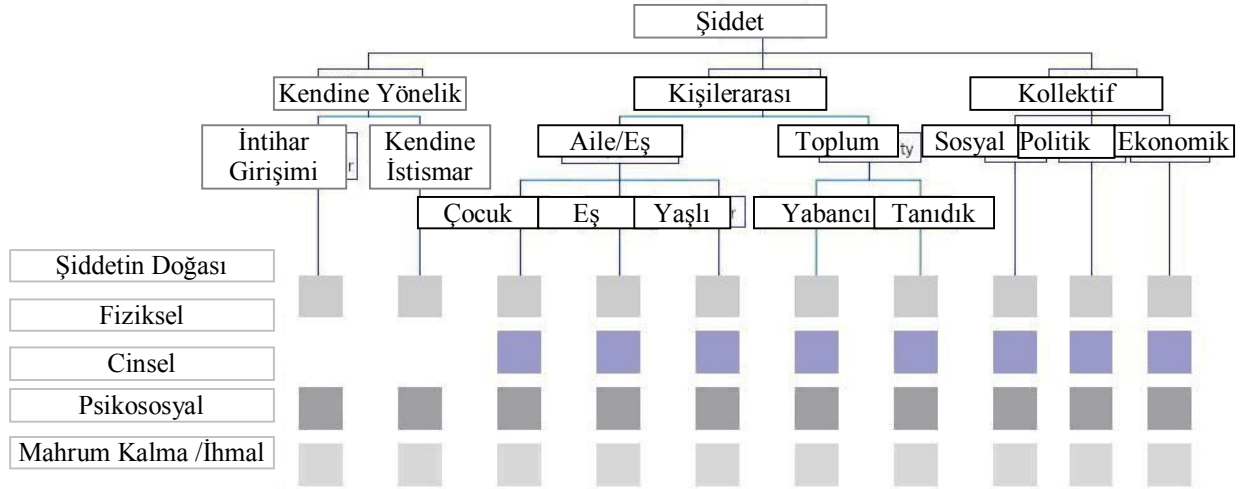 Şiddet
Kendine Yönelik
Kişilerarası
Kollektif
İntihar
Girişimi
r
Kendine
İstismar
Aile/Eş
Toplum
ty
Sosyal
Politik
Ekonomik
Çocuk
Eş
Yaşlı
r
Yabancı
Tanıdık
Şiddetin Doğası
Fiziksel
Cinsel
Psikososyal
Mahrum Kalma /İhmal